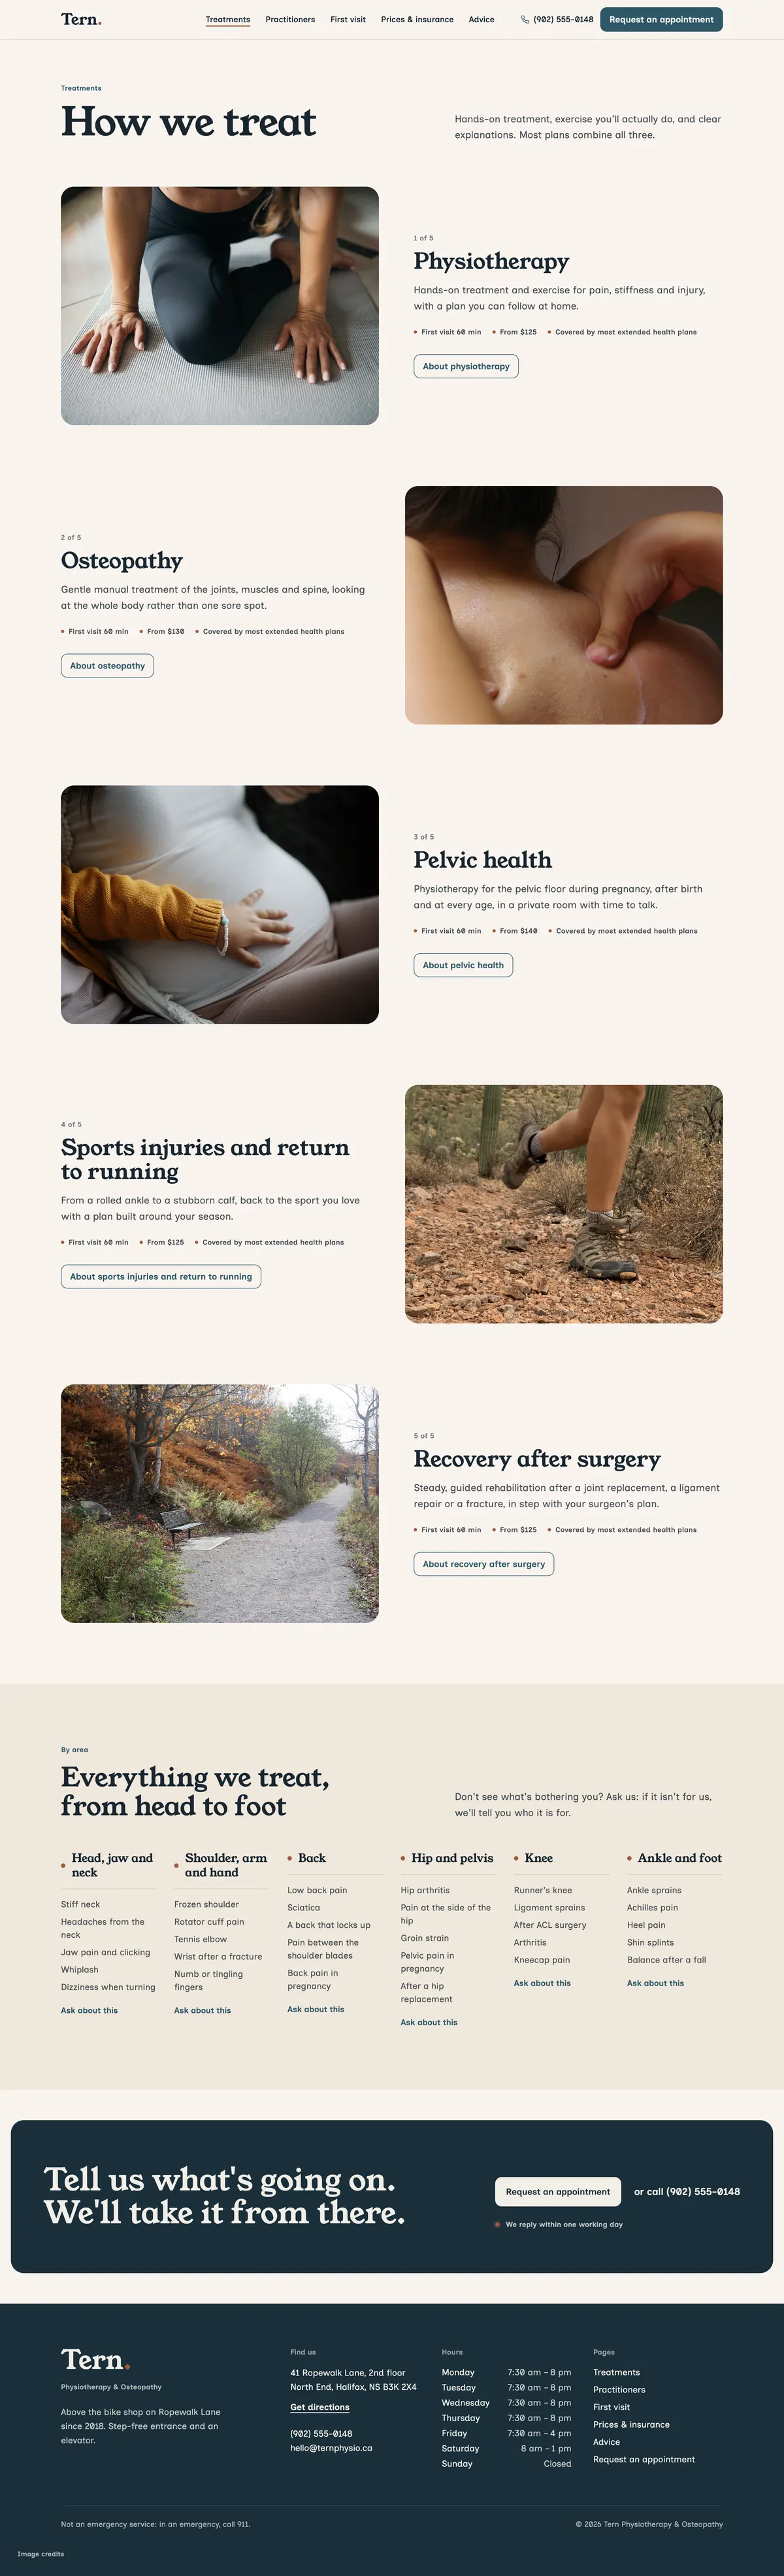 Tern.
Treatments
Practitioners
First visit
Prices & insurance
Advice
(902) 555-0148
Request an appointment
Treatments
How we treat
Hands-on treatment, exercise you'll actually do, and clear
explanations. Most plans combine all three.
1 of 5
Physiotherapy
Hands-on treatment and exercise for pain, stiffness and injury,
with a plan you can follow at home.
First visit 60 min
From $125
Covered by most extended health plans
About physiotherapy
2 of 5
Osteopathy
Gentle manual treatment of the joints, muscles and spine, looking
at the whole body rather than one sore spot.
First visit 60 min
From $130
Covered by most extended health plans
About osteopathy
3 of 5
Pelvic health
Physiotherapy for the pelvic floor during pregnancy, after birth
and at every age, in a private room with time to talk.
First visit 60 min
From $140
Covered by most extended health plans
About pelvic health
4 of 5
Sports injuries and return
to running
From a rolled ankle to a stubborn calf, back to the sport you love
with a plan built around your season.
First visit 60 min
From $125
Covered by most extended health plans
About sports injuries and return to running
5 of 5
Recovery after surgery
Steady, guided rehabilitation after a joint replacement, a ligament
repair or a fracture, in step with your surgeon's plan.
First visit 60 min
From $125
Covered by most extended health plans
About recovery after surgery
By area
Everything we treat,
from head to foot
Don't see what's bothering you? Ask us: if it isn't for us,
we'll tell you who it is for.
Head, jaw and
neck
Stiff neck
Headaches from the
neck
Jaw pain and clicking
Whiplash
Dizziness when turning
Ask about this
Shoulder, arm
and hand
Frozen shoulder
Rotator cuff pain
Tennis elbow
Wrist after a fracture
Numb or tingling
fingers
Ask about this
Back
Low back pain
Sciatica
A back that locks up
Pain between the
shoulder blades
Back pain in
pregnancy
Ask about this
Hip and pelvis
Hip arthritis
Pain at the side of the
hip
Groin strain
Pelvic pain in
pregnancy
After a hip
replacement
Ask about this
Knee
Runner's knee
Ligament sprains
After ACL surgery
Arthritis
Kneecap pain
Ask about this
Ankle and foot
Ankle sprains
Achilles pain
Heel pain
Shin splints
Balance after a fall
Ask about this
Tell us what's going on.
We'll take it from there.
Request an appointment
or call (902) 555-0148
We reply within one working day
Tern.
Physiotherapy & Osteopathy
Above the bike shop on Ropewalk Lane
since 2018. Step-free entrance and an
elevator.
Find us
41 Ropewalk Lane, 2nd floor
North End, Halifax, NS B3K 2X4
Get directions
(902) 555-0148
hello@ternphysio.ca
Hours
Monday 7:30 am – 8 pm
Tuesday 7:30 am – 8 pm
Wednesday 7:30 am – 8 pm
Thursday 7:30 am – 8 pm
Friday 7:30 am – 4 pm
Saturday 8 am – 1 pm
Sunday Closed
Pages
Treatments
Practitioners
First visit
Prices & insurance
Advice
Request an appointment
Not an emergency service: in an emergency, call 911.
© 2026 Tern Physiotherapy & Osteopathy
Image credits